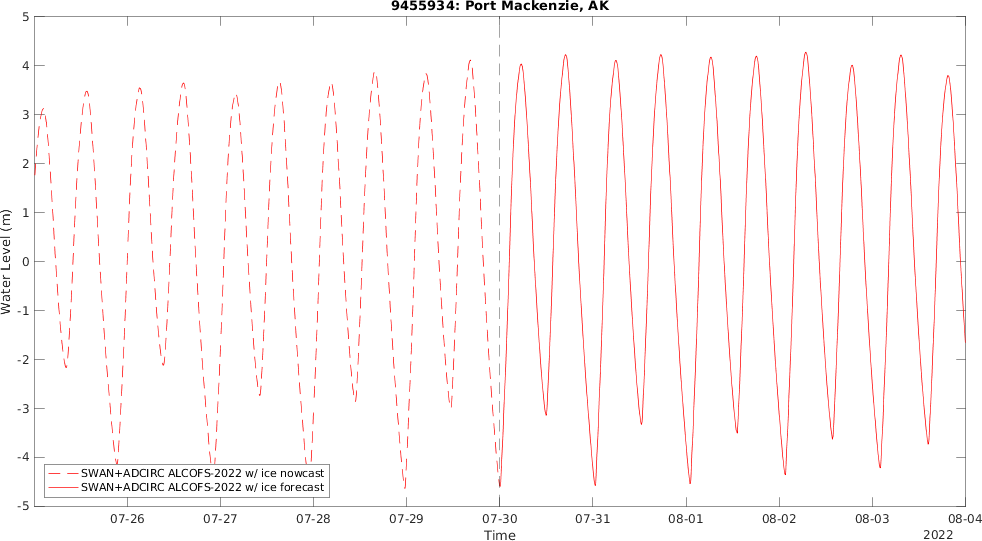 9455934: Port Mackenzie, AK
Water Level (m)
5
4
3
2
1
0
-1
-2
-3
-4
-5
SWAN+ADCIRC ALCOFS-2022 w/ ice nowcast
SWAN+ADCIRC ALCOFS-2022 w/ ice forecast
07-26 07-27 07-28 07-29 07-30 07-31 08-01 08-02 08-03 08-04
Time
2022